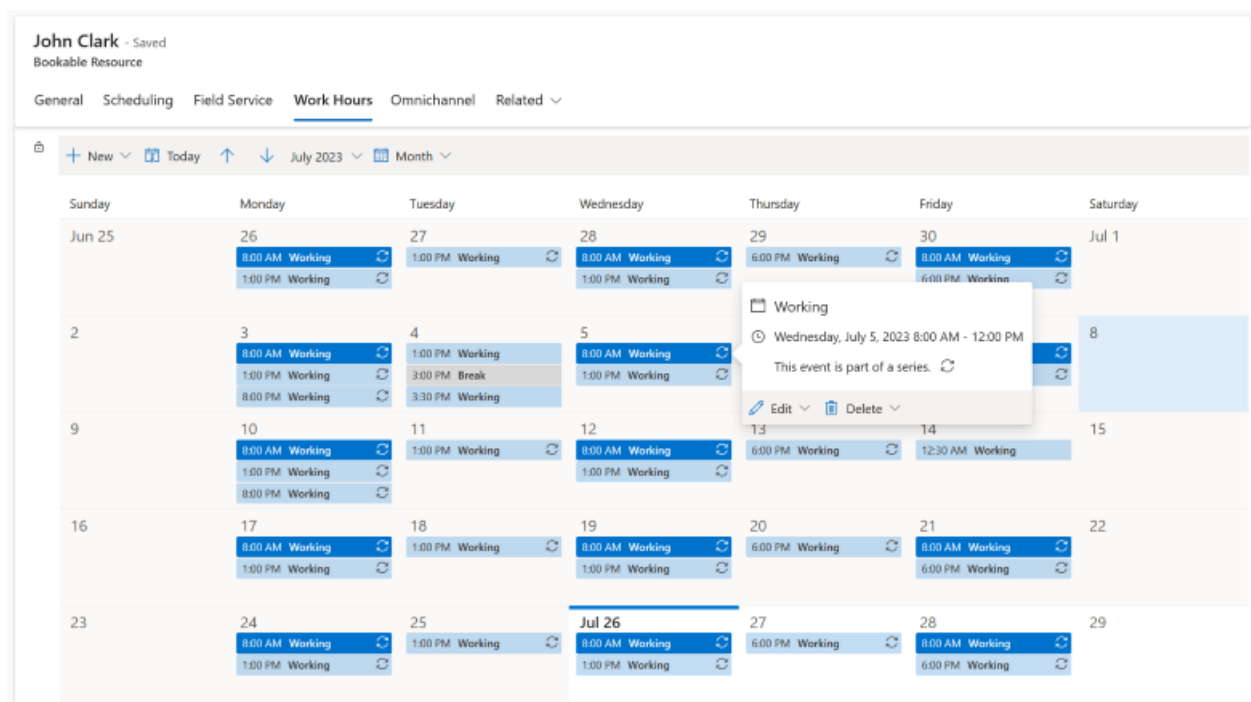 John Clark - Saved
Bookable Resource
General Scheduling Field Service Work Hours Omnichannel Related
New Today July 2023 Month
Sunday Monday Tuesday Wednesday Thursday Friday Saturday
Jun 25 26 27 28 29 30 Jul 1
8:00 AM Working 1:00 PM Working 8:00 AM Working 6:00 PM Working 8:00 AM Working
1:00 PM Working 1:00 PM Working 6:00 PM Working
Working
Wednesday, July 5, 2023 8:00 AM - 12:00 PM
This event is part of a series.
Edit Delete
2 3 4 5 8
8:00 AM Working 1:00 PM Working 8:00 AM Working
1:00 PM Working 3:00 PM Break 1:00 PM Working
8:00 PM Working 3:30 PM Working
9 10 11 12 13 14 15
8:00 AM Working 1:00 PM Working 8:00 AM Working 6:00 PM Working 12:30 AM Working
1:00 PM Working 1:00 PM Working
8:00 PM Working
16 17 18 19 20 21 22
8:00 AM Working 1:00 PM Working 8:00 AM Working 6:00 PM Working 8:00 AM Working
1:00 PM Working 1:00 PM Working 6:00 PM Working
23 24 25 Jul 26 27 28 29
8:00 AM Working 1:00 PM Working 8:00 AM Working 6:00 PM Working 8:00 AM Working
1:00 PM Working 1:00 PM Working 6:00 PM Working